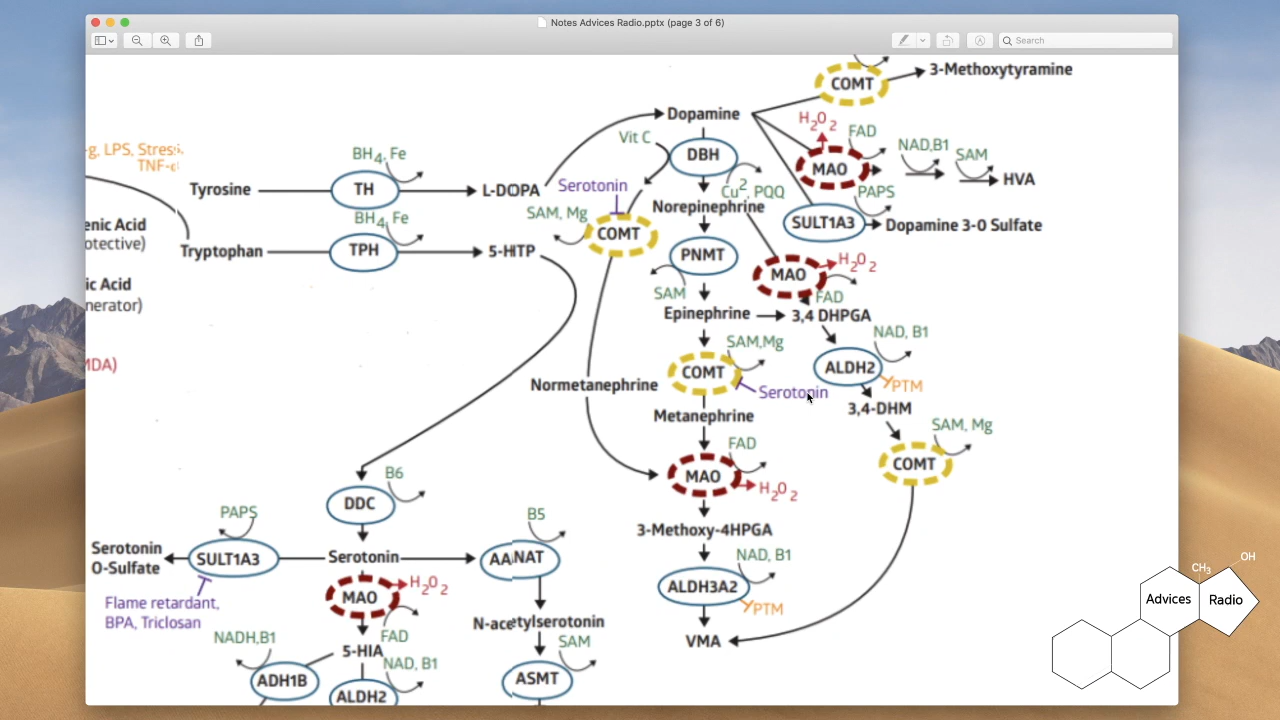 Notes Advices Radio.pptx (page 3 of 6)
Search
COMT
3-Methoxytyramine
Dopamine
H2O2
FAD
NAD,B1
SAM
Vit C
DBH
MAO
HVA
-g, LPS, Stress,
TNF-α
BH4, Fe
Tyrosine
TH
L-DOPA
Serotonin
Cu2, PQQ
PAPS
SAM, Mg
Norepinephrine
BH4, Fe
SULT1A3
Dopamine 3-0 Sulfate
enic Acid
otective)
COMT
Tryptophan
TPH
5-HTP
PNMT
MAO
H2O2
ic Acid
nerator)
SAM
FAD
Epinephrine
3,4 DHPGA
NAD, B1
SAM,Mg
MDA)
COMT
ALDH2
Normetanephrine
Serotonin
PTM
Metanephrine
3,4-DHM
SAM, Mg
FAD
COMT
B6
MAO
H2O2
DDC
PAPS
B5
3-Methoxy-4HPGA
Serotonin
O-Sulfate
SULT1A3
Serotonin
AANAT
NAD, B1
H2O2
ALDH3A2
MAO
PTM
Flame retardant,
BPA, Triclosan
N-acetylserotonin
NADH,B1
FAD
SAM
VMA
5-HIA
NAD, B1
ADH1B
ALDH2
ASMT
CH3
OH
Advices
Radio